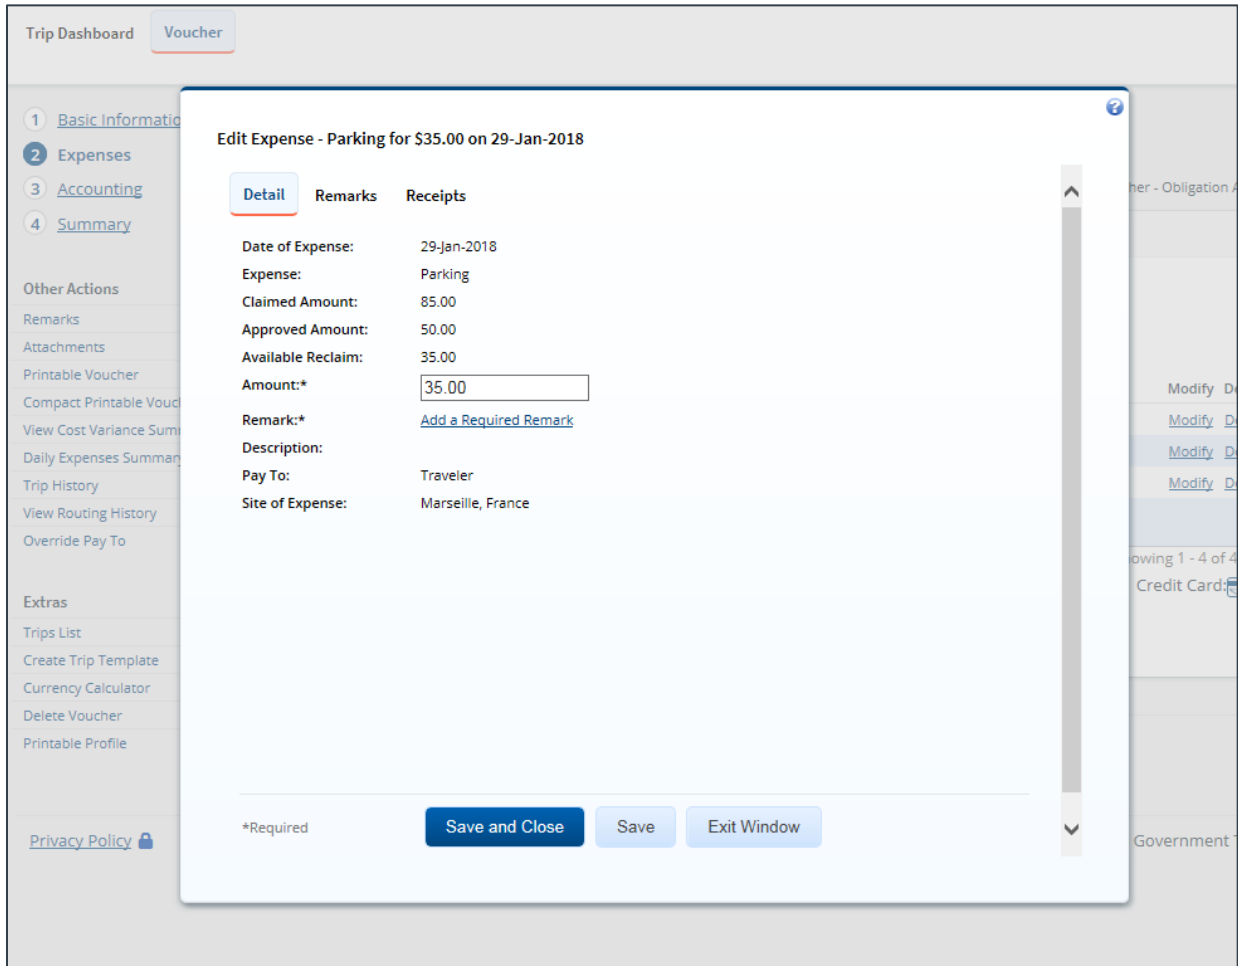 Trip Dashboard Voucher
1 Basic Informatio
2 Expenses
3 Accounting
4 Summary
Other Actions
Remarks
Attachments
Printable Voucher
Compact Printable Vouc
View Cost Variance Sum
Daily Expenses Summar
Trip History
View Routing History
Override Pay To
Extras
Trips List
Create Trip Template
Currency Calculator
Delete Voucher
Printable Profile
Privacy Policy
?
Edit Expense - Parking for $35.00 on 29-Jan-2018
Detail Remarks Receipts
Date of Expense: 29-Jan-2018
Expense: Parking
Claimed Amount: 85.00
Approved Amount: 50.00
Available Reclaim: 35.00
Amount:* 35.00
Remark:* Add a Required Remark
Description:
Pay To: Traveler
Site of Expense: Marseille, France
*Required Save and Close Save Exit Window
her - Obligation A
Modify De
Modify De
Modify D
Modify De
owing 1 - 4 of 4
Credit Card:
Government